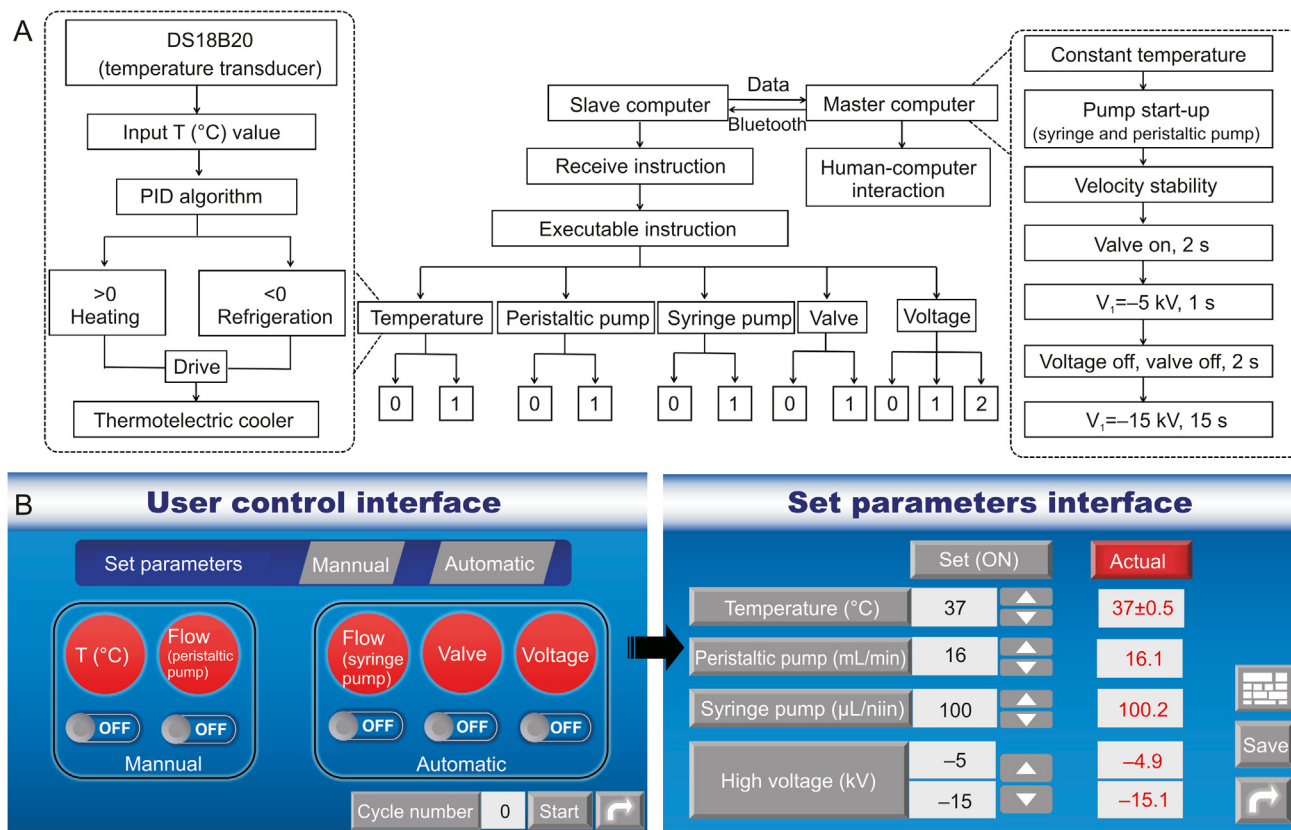 A
DS18B20
(temperature transducer)
Input T (°C) value
PID algorithm
>0
Heating
<0
Refrigeration
Drive
Thermotelectric cooler
Slave computer
Data
Bluetooth
Master computer
Receive instruction
Human-computer
interaction
Executable instruction
Temperature
Peristaltic pump
Syringe pump
Valve
Voltage
0
1
0
1
0
1
0
1
0
1
2
Constant temperature
Pump start-up
(syringe and peristaltic pump)
Velocity stability
Valve on, 2 s
V₁=–5 kV, 1 s
Voltage off, valve off, 2 s
V₁=–15 kV, 15 s
B
User control interface
Set parameters
Mannual
Automatic
T (°C)
Flow
(peristaltic
pump)
OFF
OFF
Mannual
Flow
(syringe
pump)
Valve
Voltage
OFF
OFF
OFF
Automatic
Cycle number
0
Start
Set parameters interface
Set (ON)
Actual
Temperature (°C)
37
37±0.5
Peristaltic pump (mL/min)
16
16.1
Syringe pump (µL/niin)
100
100.2
High voltage (kV)
–5
–4.9
–15
–15.1
Save